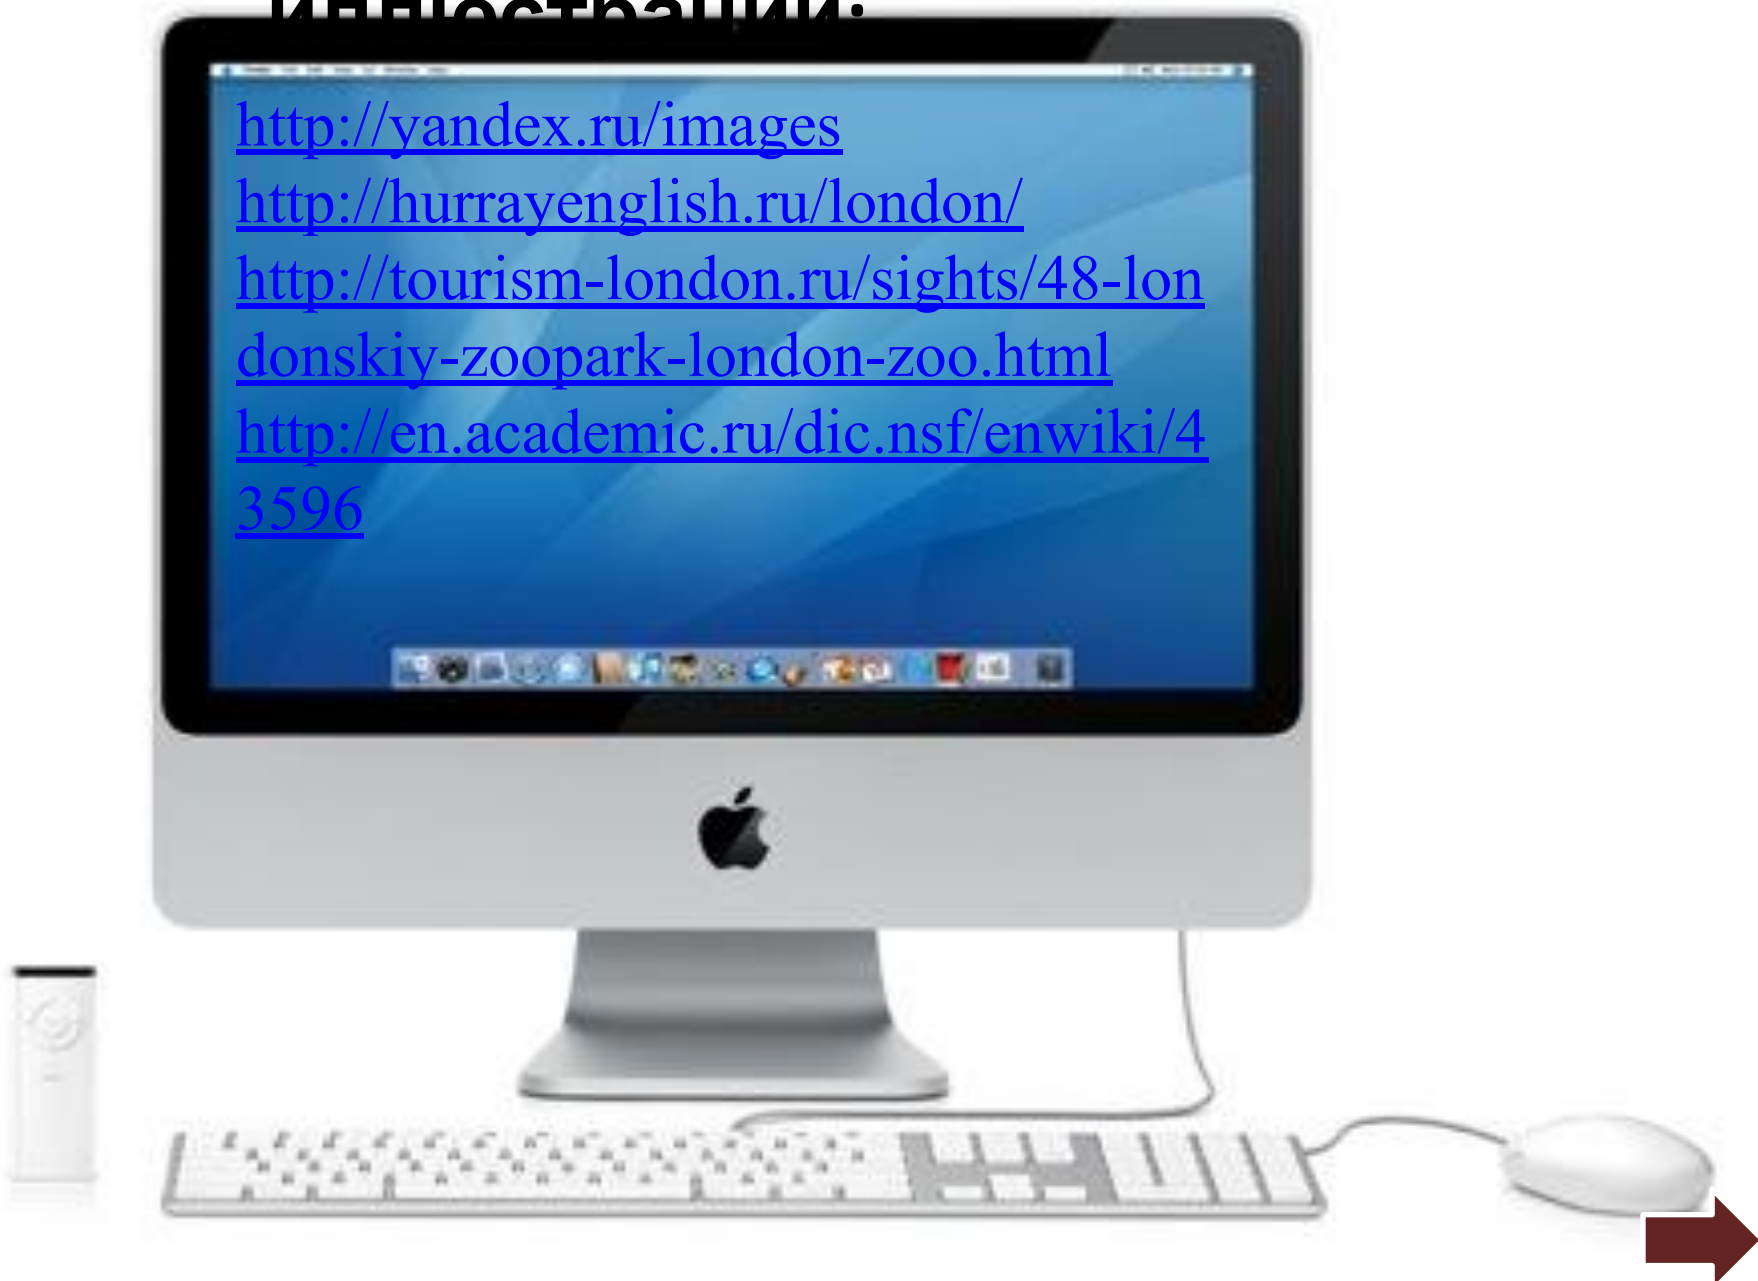 иллюстраций:
http://yandex.ru/images
http://hurrayenglish.ru/london/
http://tourism-london.ru/sights/48-lon
donskiy-zoopark-london-zoo.html
http://en.academic.ru/dic.nsf/enwiki/4
3596